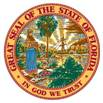 GREAT SEAL OF THE STATE OF FLORIDA
IN GOD WE TRUST